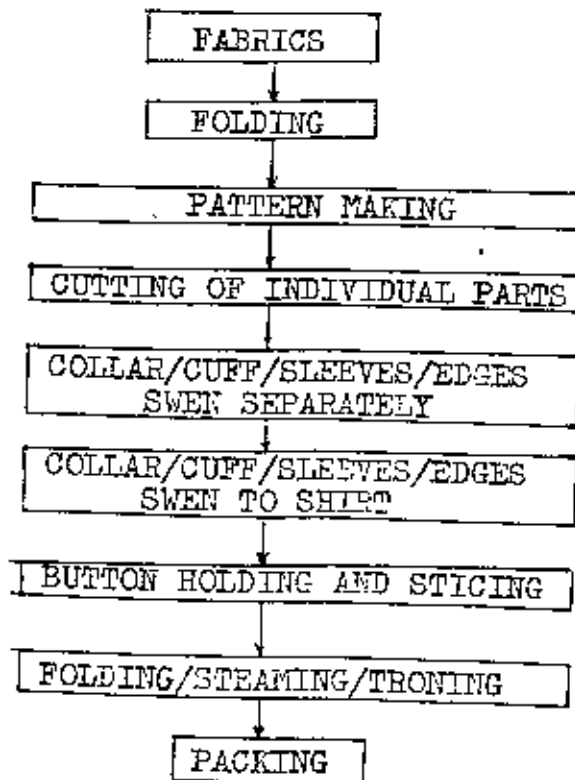 FABRICS
FOLDING
PATTERN MAKING
CUTTING OF INDIVIDUAL PARTS
COLLAR/CUFF/SLEEVES/EDGES
SWEN SEPARATELY
COLLAR/CUFF/SLEEVES/EDGES
SWEN TO SHIRT
BUTTON HOLDING AND STICING
FOLDING/STEAMING/TRONING
PACKING